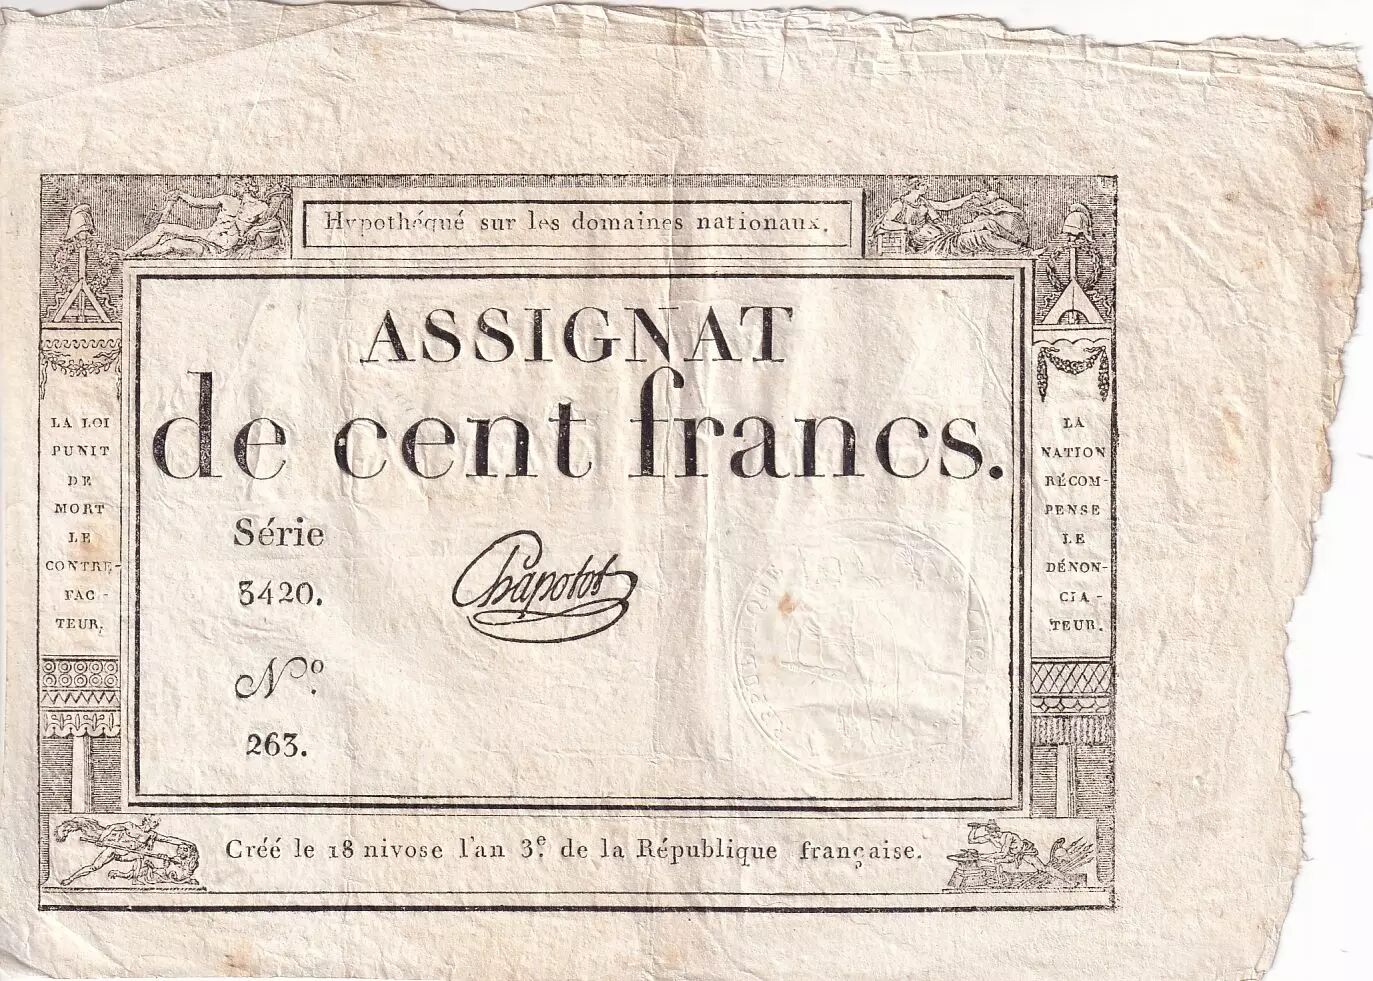 Hypothéqué sur les domaines nationaux.
ASSIGNAT
de cent francs.
LA LOI
PUNIT
DE
MORT
LE
CONTRE-
FAC-
TEUR.
Série
3420.
Nº.
263.
Chapotot
LA
NATION
RÉCOM-
PENSE
LE
DÉNON-
CIA-
TEUR.
Créé le 18 nivose l'an 3e. de la République française.